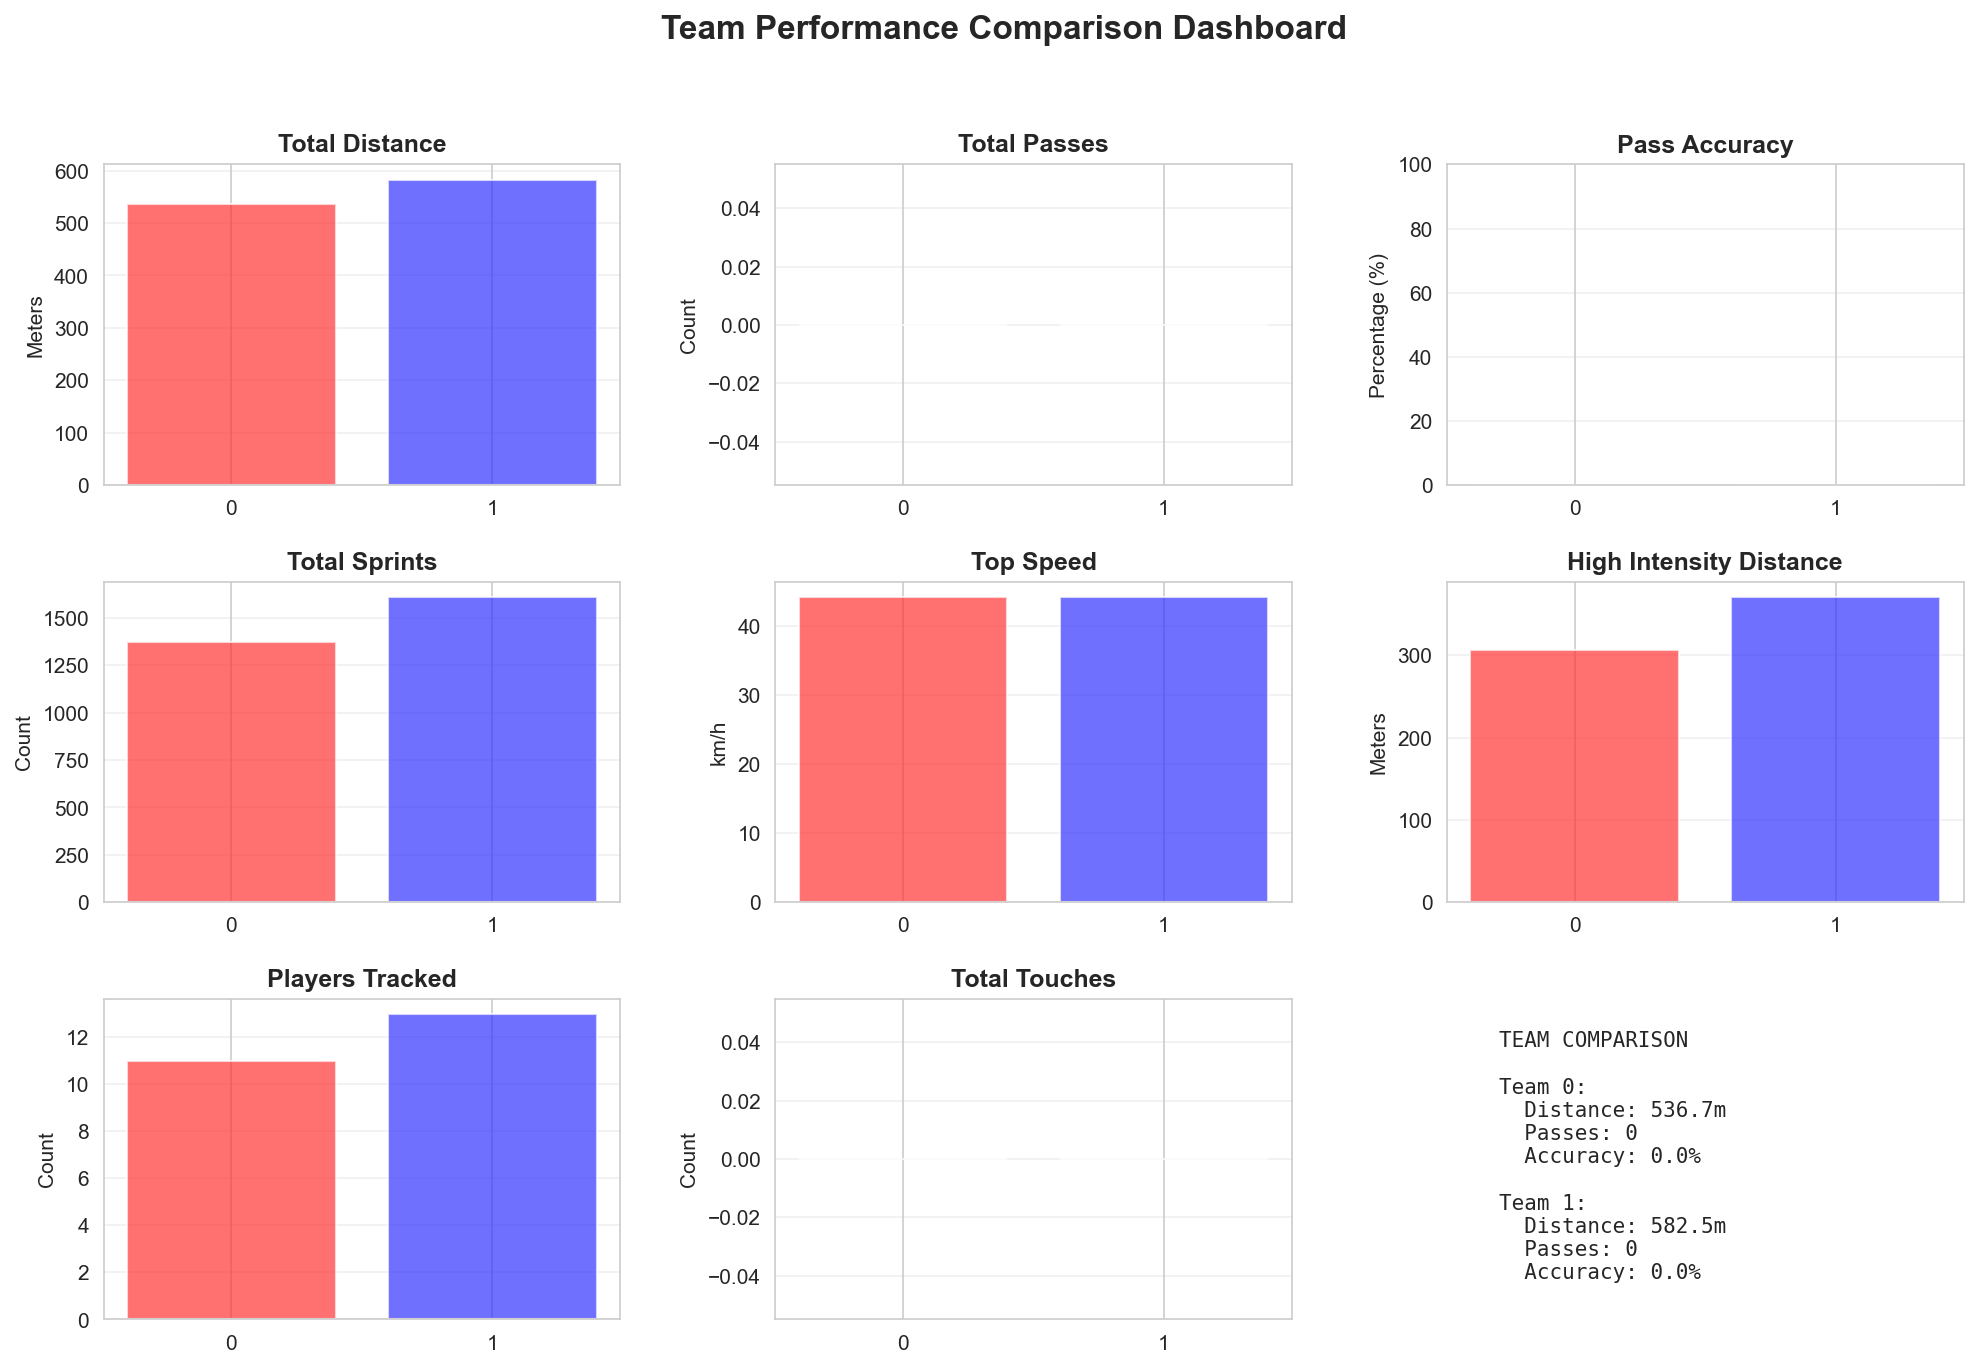 Team Performance Comparison Dashboard
Total Distance
Meters
600
500
400
300
200
100
0
0 1
Total Passes
Count
0.04
0.02
0.00
−0.02
−0.04
0 1
Pass Accuracy
Percentage (%)
100
80
60
40
20
0
0 1
Total Sprints
Count
1500
1250
1000
750
500
250
0
0 1
Top Speed
km/h
40
30
20
10
0
0 1
High Intensity Distance
Meters
300
200
100
0
0 1
Players Tracked
Count
12
10
8
6
4
2
0
0 1
Total Touches
Count
0.04
0.02
0.00
−0.02
−0.04
0 1
TEAM COMPARISON
Team 0:
Distance: 536.7m
Passes: 0
Accuracy: 0.0%
Team 1:
Distance: 582.5m
Passes: 0
Accuracy: 0.0%